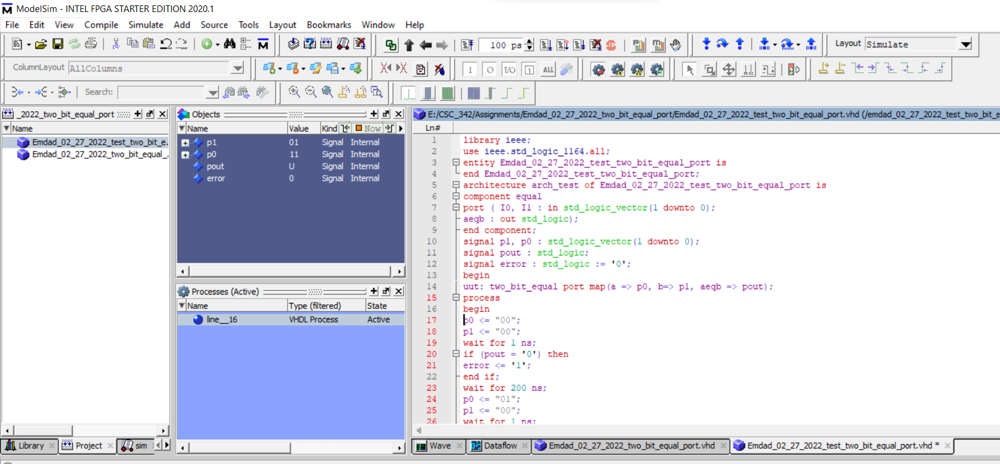 ModelSim - INTEL FPGA STARTER EDITION 2020.1
File Edit View Compile Simulate Add Source Tools Layout Bookmarks Window Help
100 ps
Layout Simulate
ColumnLayout AllColumns
I/O
ALL
Search:
_2022_two_bit_equal_port
Name
Emdad_02_27_2022_test_two_bit_e.
Emdad_02_27_2022_two_bit_equal_.
Library Project sim
Objects
Name Value Kind Now
p1 01 Signal Internal
p0 11 Signal Internal
pout U Signal Internal
error 0 Signal Internal
Processes (Active)
Name Type (filtered) State
line__16 VHDL Process Active
E:/CSC_342/Assignments/Emdad_02_27_2022_two_bit_equal_port/Emdad_02_27_2022_test_two_bit_equal_port.vhd (/emdad_02_27_2022_test_two_bit_e
Ln#
1 library ieee;
2 use ieee.std_logic_1164.all;
3 entity Emdad_02_27_2022_test_two_bit_equal_port is
4 end Emdad_02_27_2022_test_two_bit_equal_port;
5 architecture arch_test of Emdad_02_27_2022_test_two_bit_equal_port is
6 component equal
7 port ( I0, I1 : in std_logic_vector(1 downto 0);
8 aeqb : out std_logic);
9 end component;
10 signal p1, p0 : std_logic_vector(1 downto 0);
11 signal pout : std_logic;
12 signal error : std_logic := '0';
13 begin
14 uut: two_bit_equal port map(a => p0, b=> p1, aeqb => pout);
15 process
16 begin
17 p0 <= "00";
18 p1 <= "00";
19 wait for 1 ns;
20 if (pout = '0') then
21 error <= '1';
22 end if;
23 wait for 200 ns;
24 p0 <= "01";
25 p1 <= "00";
26 wait for 1 ns;
Wave Dataflow Emdad_02_27_2022_two_bit_equal_port.vhd Emdad_02_27_2022_test_two_bit_equal_port.vhd *